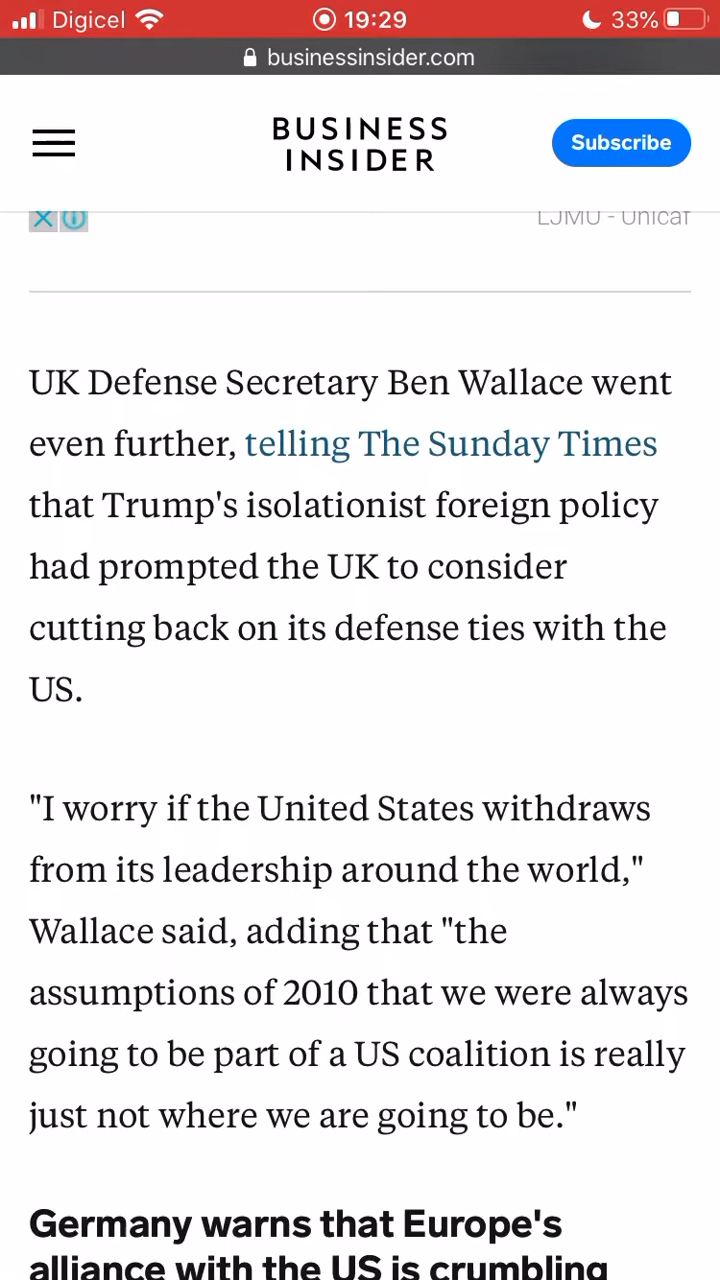 Digicel 19:29 33%
businessinsider.com
BUSINESS
INSIDER
Subscribe
LJMU - Unicaf
UK Defense Secretary Ben Wallace went
even further, telling The Sunday Times
that Trump's isolationist foreign policy
had prompted the UK to consider
cutting back on its defense ties with the
US.
"I worry if the United States withdraws
from its leadership around the world,"
Wallace said, adding that "the
assumptions of 2010 that we were always
going to be part of a US coalition is really
just not where we are going to be."
Germany warns that Europe's
alliance with the US is crumbling